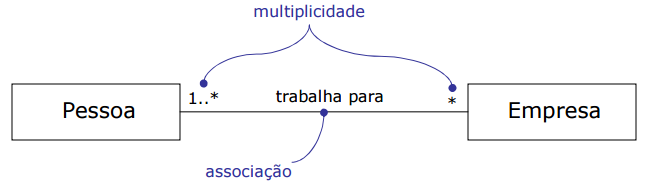 multiplicidade
Pessoa
1..*
trabalha para
*
Empresa
associação